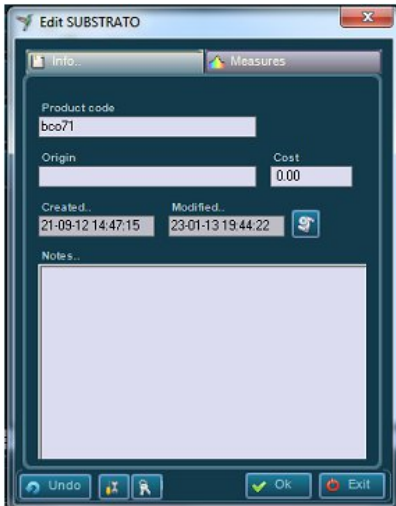 Edit SUBSTRATO
Info.. Measures
Product code
bco71
Origin Cost
0.00
Created.. Modified..
21-09-12 14:47:15 23-01-13 19:44:22
Notes..
Undo Ok Exit